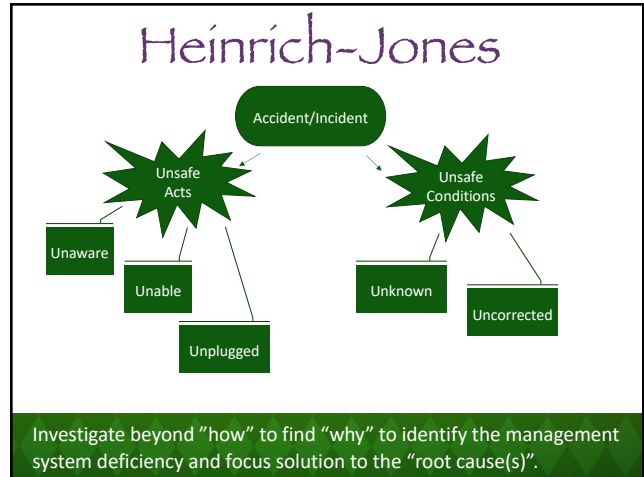 Heinrich-Jones
Accident/Incident
Unsafe
Acts
Unsafe
Conditions
Unaware
Unable
Unplugged
Unknown
Uncorrected
Investigate beyond ”how” to find “why” to identify the management
system deficiency and focus solution to the “root cause(s)”.